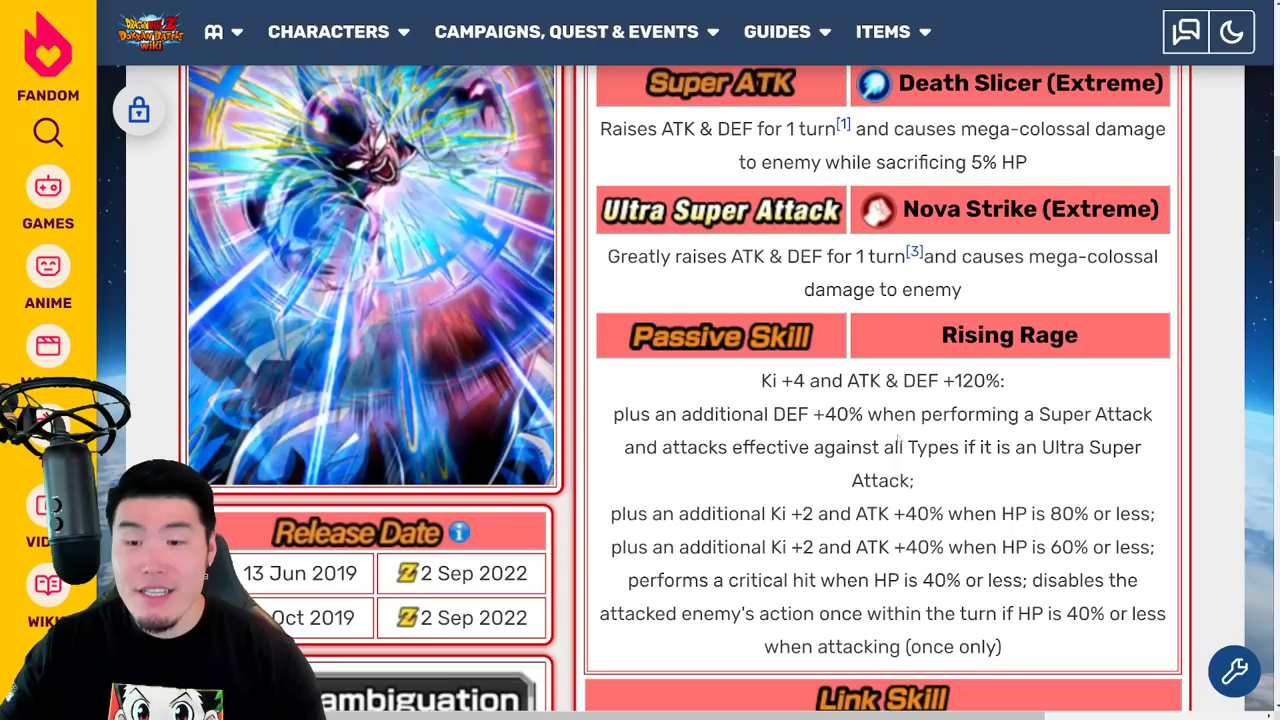 DRAGON BALL Z
DOKKAN BATTLE
WIKI
CHARACTERS
CAMPAIGNS, QUEST & EVENTS
GUIDES
ITEMS
FANDOM
GAMES
ANIME
WIKI
Super ATK
Death Slicer (Extreme)
Raises ATK & DEF for 1 turn[1] and causes mega-colossal damage
to enemy while sacrificing 5% HP
Ultra Super Attack
Nova Strike (Extreme)
Greatly raises ATK & DEF for 1 turn[3]and causes mega-colossal
damage to enemy
Passive Skill
Rising Rage
Ki +4 and ATK & DEF +120%:
plus an additional DEF +40% when performing a Super Attack
and attacks effective against all Types if it is an Ultra Super
Attack;
plus an additional Ki +2 and ATK +40% when HP is 80% or less;
plus an additional Ki +2 and ATK +40% when HP is 60% or less;
performs a critical hit when HP is 40% or less; disables the
attacked enemy's action once within the turn if HP is 40% or less
when attacking (once only)
Link Skill
Release Date i
13 Jun 2019
Z 2 Sep 2022
Oct 2019
Z 2 Sep 2022
ambiguation